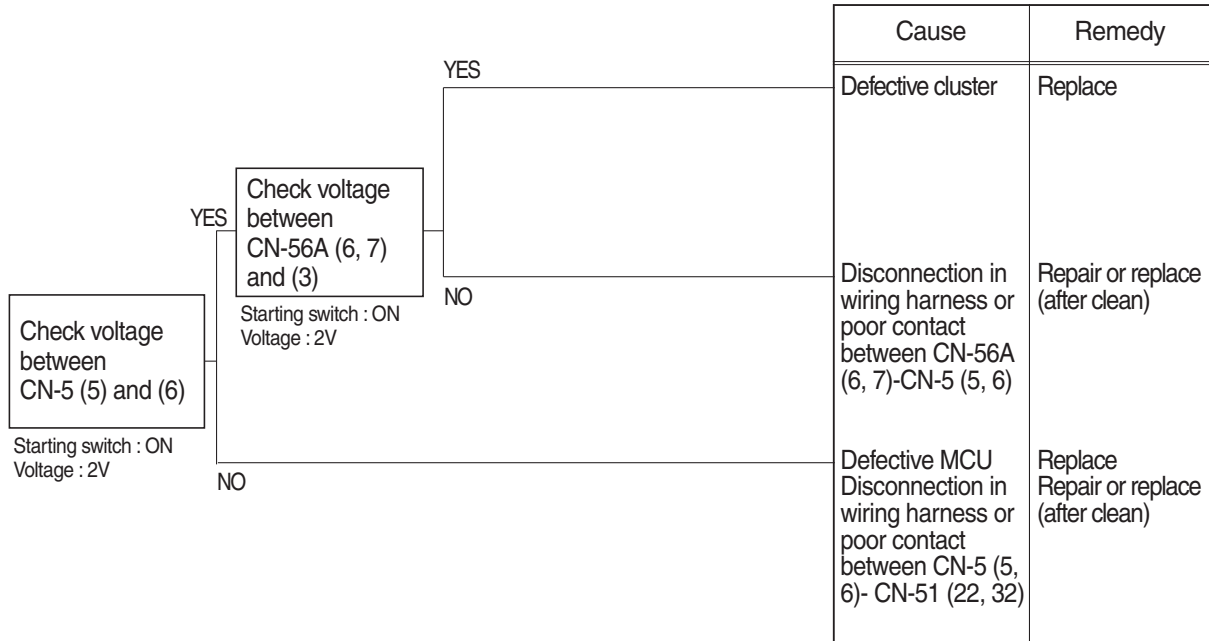 Cause
Remedy
YES
Defective cluster
Replace
Check voltage
between
CN-56A (6, 7)
and (3)
YES
Starting switch : ON
Voltage : 2V
NO
Disconnection in
wiring harness or
poor contact
between CN-56A
(6, 7)-CN-5 (5, 6)
Repair or replace
(after clean)
Check voltage
between
CN-5 (5) and (6)
Starting switch : ON
Voltage : 2V
NO
Defective MCU
Disconnection in
wiring harness or
poor contact
between CN-5 (5,
6)- CN-51 (22, 32)
Replace
Repair or replace
(after clean)